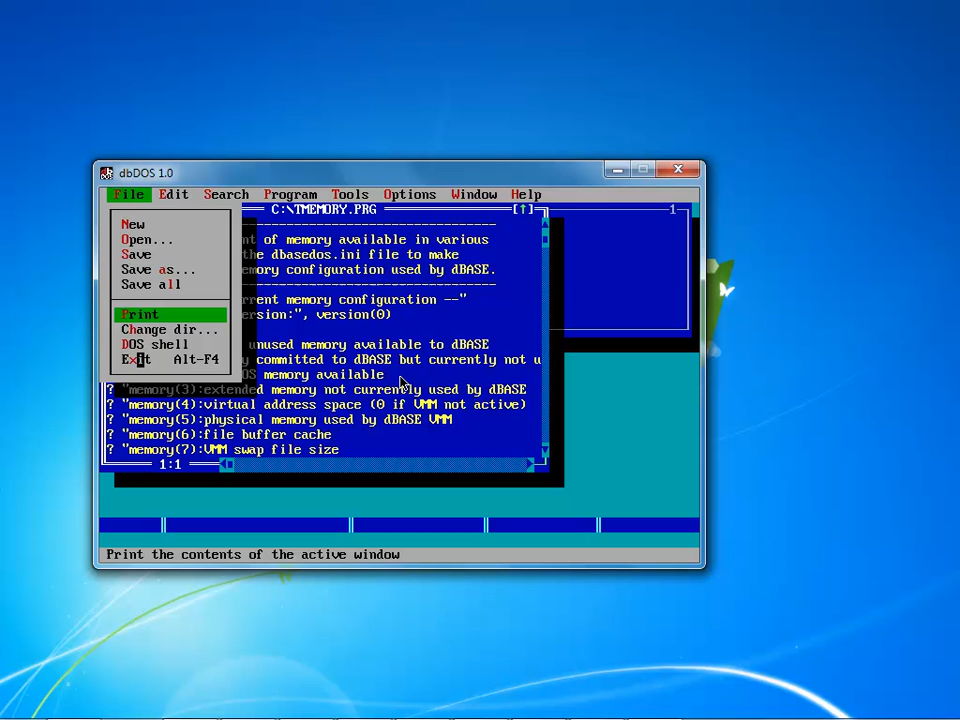 dbDOS 1.0
File Edit Search Program Tools Options Window Help
C:\TMEMORY.PRG [↑] 1
New
Open...
Save
Save as...
Save all
Print
Change dir...
DOS shell
Exit Alt-F4
nt of memory available in various
the dbasedos.ini file to make
emory configuration used by dBASE.
rrent memory configuration --"
ersion:", version(0)
unused memory available to dBASE
y committed to dBASE but currently not u
OS memory available
? "memory(3):extended memory not currently used by dBASE
? "memory(4):virtual address space (0 if VMM not active)
? "memory(5):physical memory used by dBASE VMM
? "memory(6):file buffer cache
? "memory(7):VMM swap file size
1:1
Print the contents of the active window